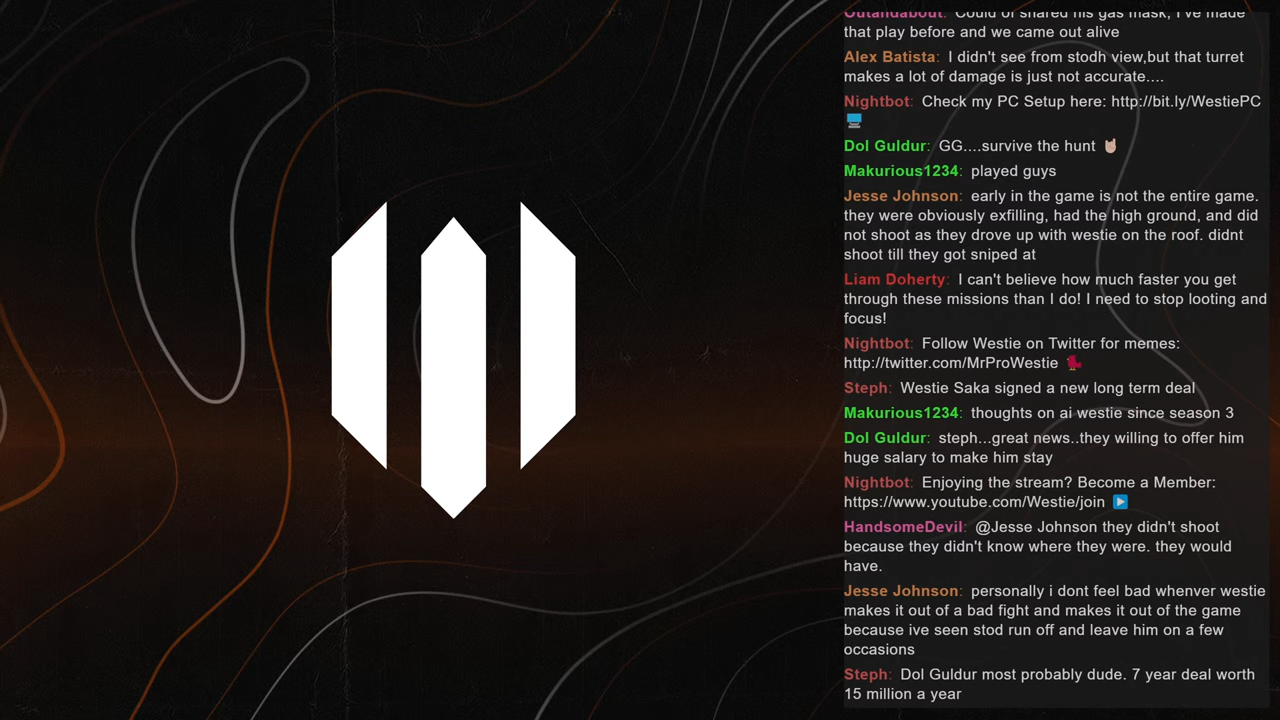 Outandabout: Could of shared his gas mask, I've made
that play before and we came out alive
Alex Batista: I didn't see from stodh view,but that turret
makes a lot of damage is just not accurate....
Nightbot: Check my PC Setup here: http://bit.ly/WestiePC
Dol Guldur: GG....survive the hunt
Makurious1234: played guys
Jesse Johnson: early in the game is not the entire game.
they were obviously exfilling, had the high ground, and did
not shoot as they drove up with westie on the roof. didnt
shoot till they got sniped at
Liam Doherty: I can't believe how much faster you get
through these missions than I do! I need to stop looting and
focus!
Nightbot: Follow Westie on Twitter for memes:
http://twitter.com/MrProWestie
Steph: Westie Saka signed a new long term deal
Makurious1234: thoughts on ai westie since season 3
Dol Guldur: steph...great news..they willing to offer him
huge salary to make him stay
Nightbot: Enjoying the stream? Become a Member:
https://www.youtube.com/Westie/join
HandsomeDevil: @Jesse Johnson they didn't shoot
because they didn't know where they were. they would
have.
Jesse Johnson: personally i dont feel bad whenver westie
makes it out of a bad fight and makes it out of the game
because ive seen stod run off and leave him on a few
occasions
Steph: Dol Guldur most probably dude. 7 year deal worth
15 million a year